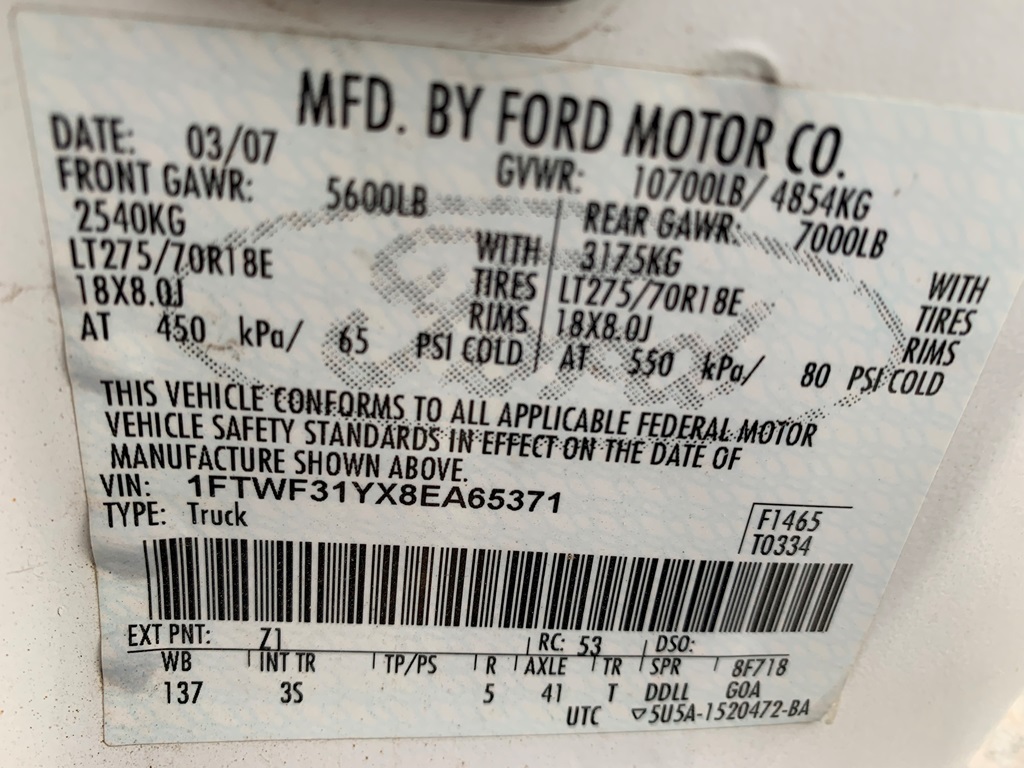 MFD. BY FORD MOTOR CO.
DATE: 03/07 GVWR: 10700LB/ 4854KG
FRONT GAWR: 5600LB REAR GAWR: 7000LB
2540KG WITH 3175KG WITH
LT275/70R18E TIRES LT275/70R18E TIRES
18X8.0J RIMS 18X8.0J RIMS
AT 450 kPa/ 65 PSI COLD AT 550 kPa/ 80 PSI COLD
THIS VEHICLE CONFORMS TO ALL APPLICABLE FEDERAL MOTOR
VEHICLE SAFETY STANDARDS IN EFFECT ON THE DATE OF
MANUFACTURE SHOWN ABOVE.
VIN: 1FTWF31YX8EA65371
TYPE: Truck
F1465
T0334
EXT PNT: Z1 RC: 53 DSO:
WB INT TR TP/PS R AXLE TR SPR 8F718
137 3S 5 41 T DDLL GOA
UTC ▽5U5A-1520472-BA
Ford